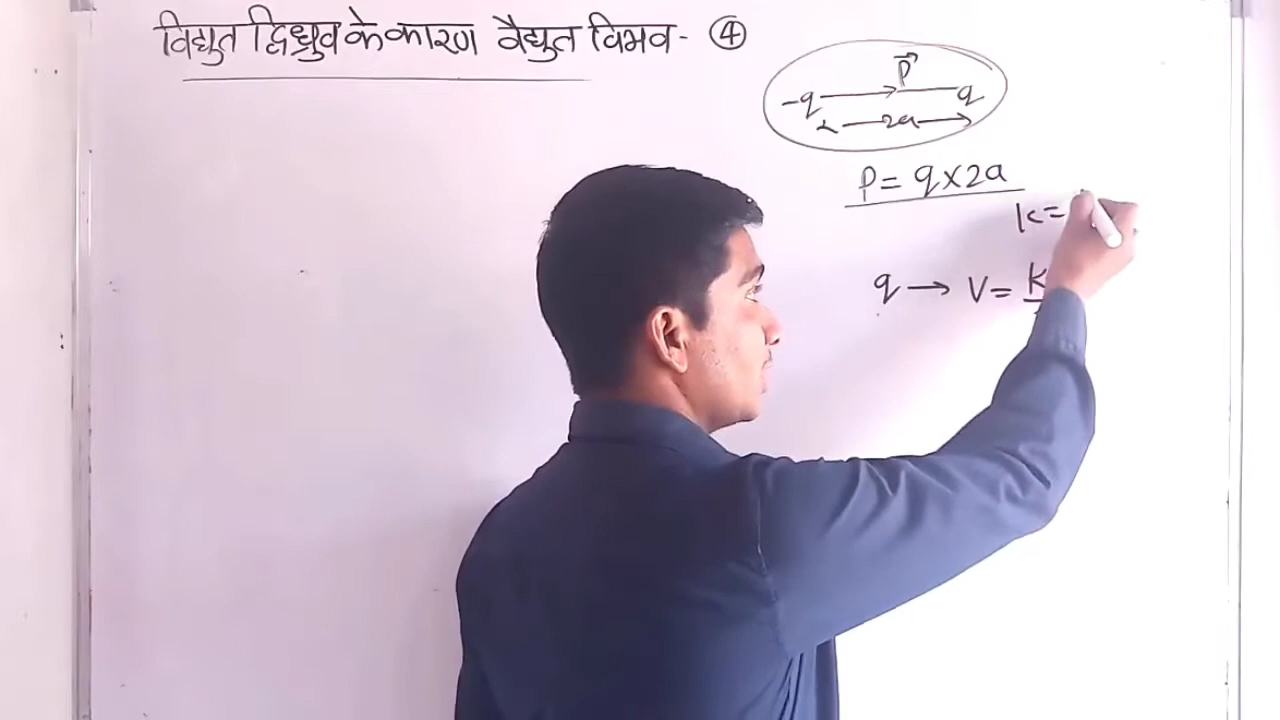 विद्युत द्विध्रुव के कारण वैद्युत विभव - ④
P⃗
-q → q
← 2a →
P = q × 2a
K =
q → V = K